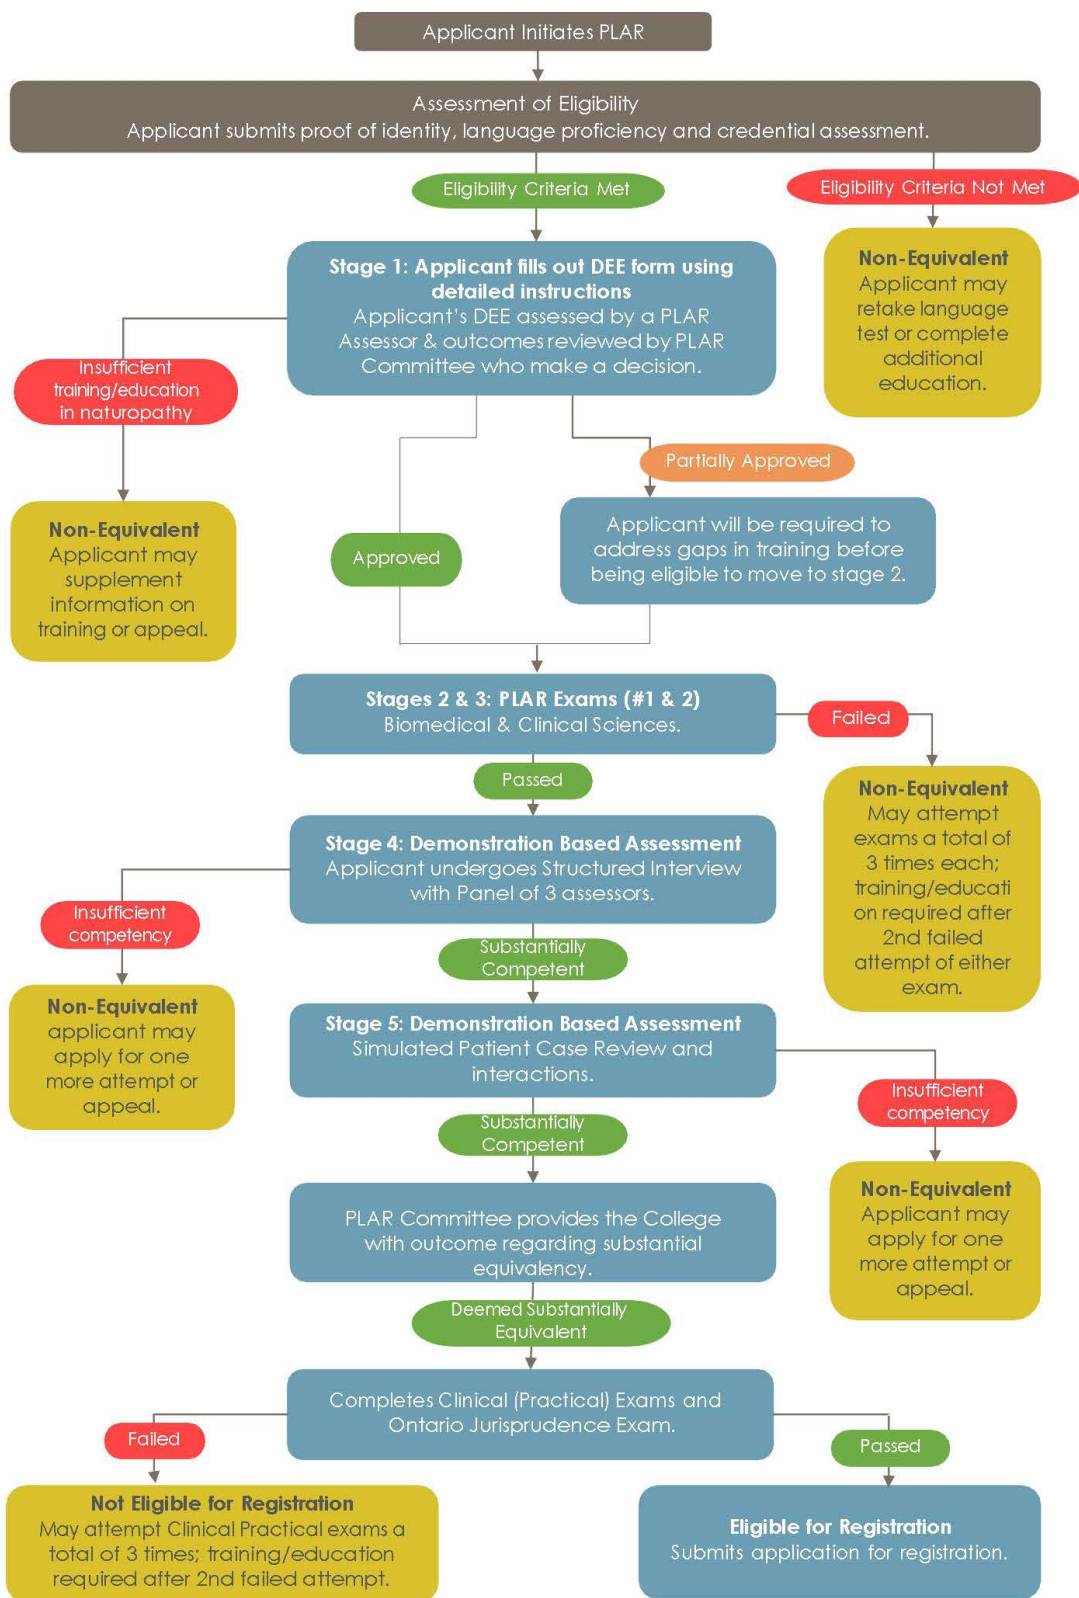 Applicant Initiates PLAR
Assessment of Eligibility
Applicant submits proof of identity, language proficiency and credential assessment.
Eligibility Criteria Met
Eligibility Criteria Not Met
Stage 1: Applicant fills out DEE form using
detailed instructions
Applicant's DEE assessed by a PLAR
Assessor & outcomes reviewed by PLAR
Committee who make a decision.
Non-Equivalent
Applicant may
retake language
test or complete
additional
education.
Insufficient
training/education
in naturopathy
Partially Approved
Non-Equivalent
Applicant may
supplement
information on
training or appeal.
Approved
Applicant will be required to
address gaps in training before
being eligible to move to stage 2.
Stages 2 & 3: PLAR Exams (#1 & 2)
Biomedical & Clinical Sciences.
Failed
Passed
Non-Equivalent
May attempt
exams a total of
3 times each;
training/educati
on required after
2nd failed
attempt of either
exam.
Stage 4: Demonstration Based Assessment
Applicant undergoes Structured Interview
with Panel of 3 assessors.
Insufficient
competency
Substantially
Competent
Non-Equivalent
applicant may
apply for one
more attempt or
appeal.
Stage 5: Demonstration Based Assessment
Simulated Patient Case Review and
interactions.
Insufficient
competency
Substantially
Competent
Non-Equivalent
Applicant may
apply for one
more attempt or
appeal.
PLAR Committee provides the College
with outcome regarding substantial
equivalency.
Deemed Substantially
Equivalent
Completes Clinical (Practical) Exams and
Ontario Jurisprudence Exam.
Failed
Passed
Not Eligible for Registration
May attempt Clinical Practical exams a
total of 3 times; training/education
required after 2nd failed attempt.
Eligible for Registration
Submits application for registration.